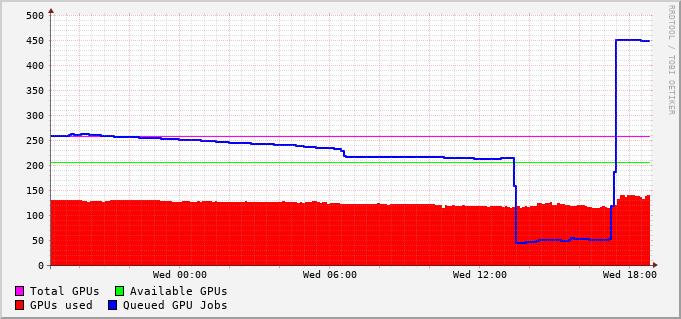 500
450
400
350
300
250
200
150
100
50
0
Wed 00:00 Wed 06:00 Wed 12:00 Wed 18:00
Total GPUs Available GPUs
GPUs used Queued GPU Jobs
RRDTOOL / TOBI OETIKER